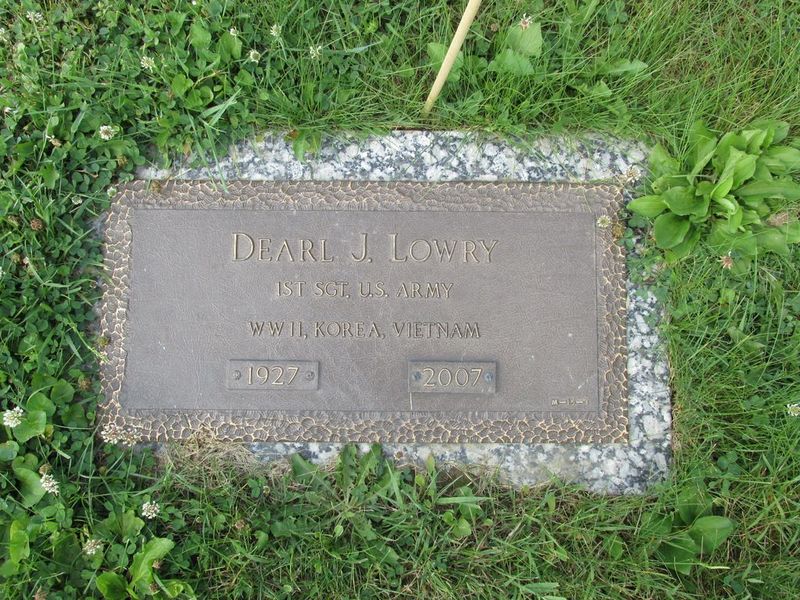 DEARL J. LOWRY
1ST SGT. U.S. ARMY
WWII, KOREA, VIETNAM
1927 2007